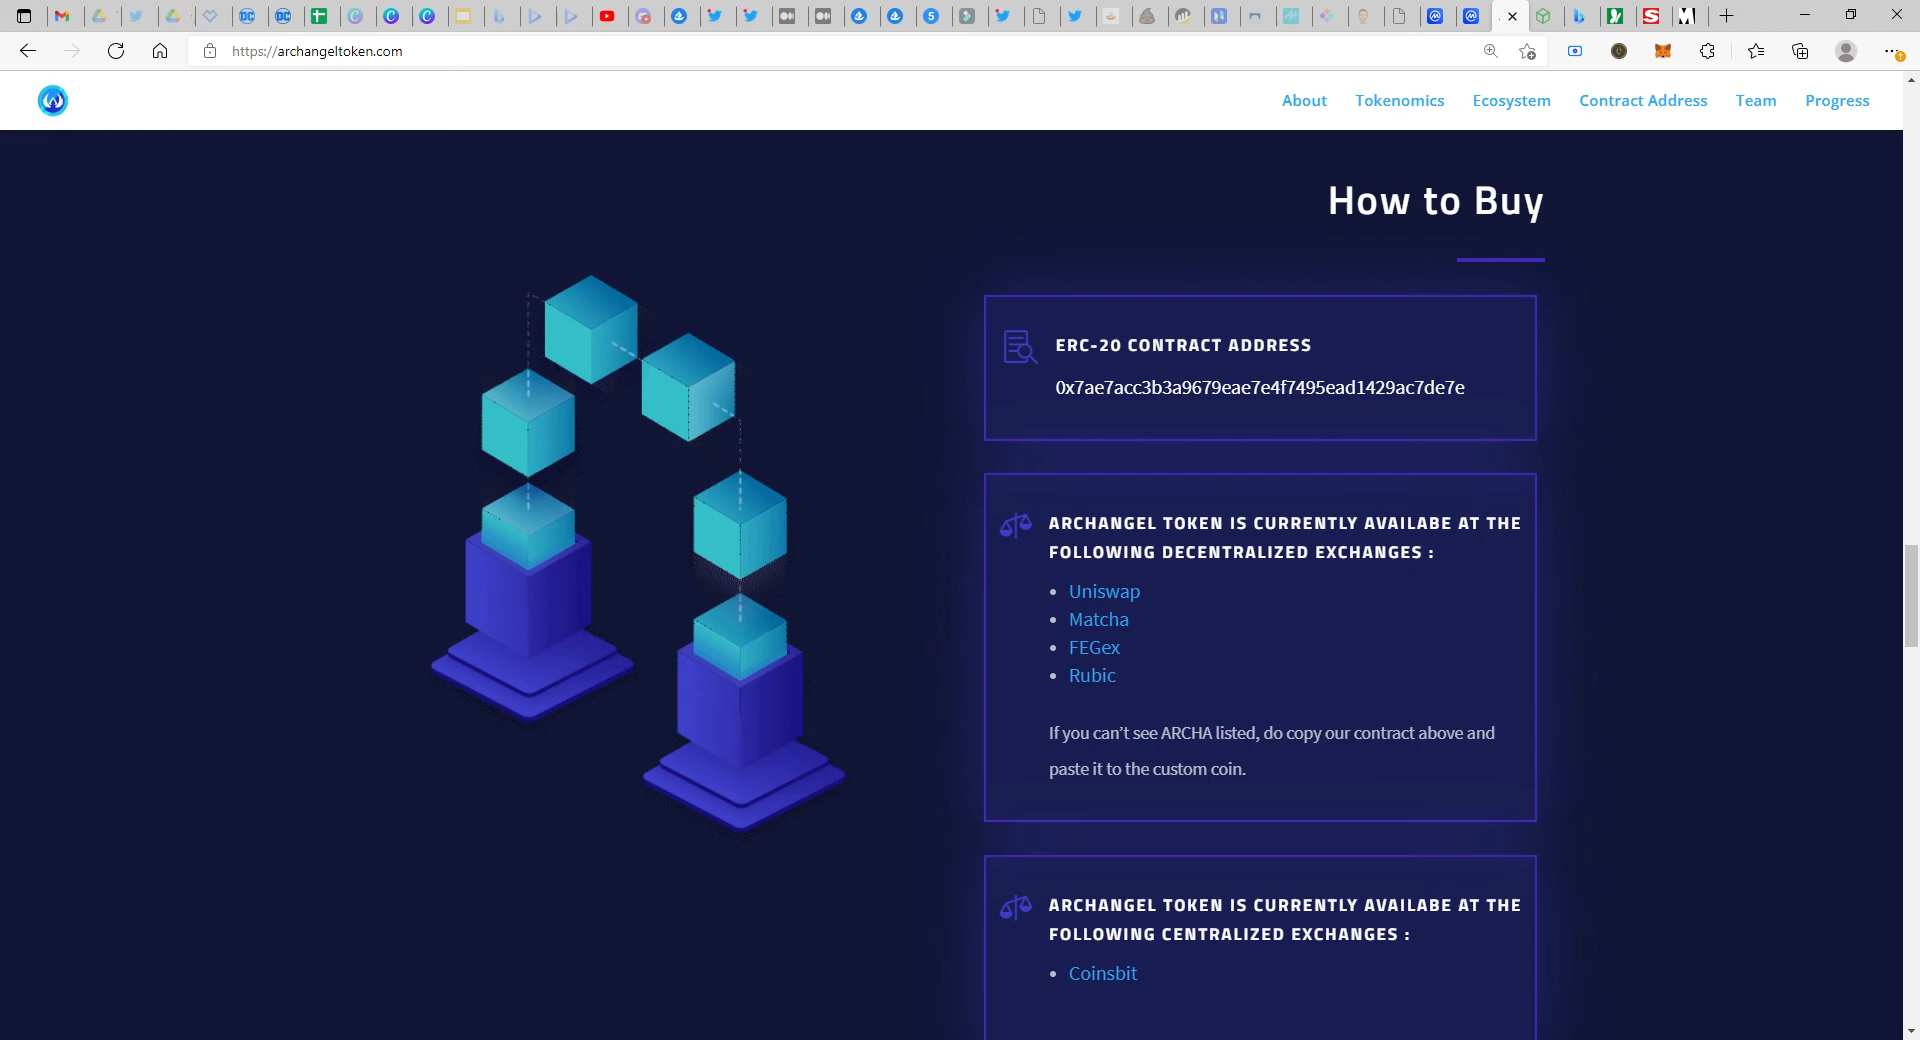 https://archangeltoken.com
About Tokenomics Ecosystem Contract Address Team Progress
How to Buy
ERC-20 CONTRACT ADDRESS
0x7ae7acc3b3a9679eae7e4f7495ead1429ac7de7e
ARCHANGEL TOKEN IS CURRENTLY AVAILABE AT THE
FOLLOWING DECENTRALIZED EXCHANGES :
Uniswap
Matcha
FEGex
Rubic
If you can’t see ARCHA listed, do copy our contract above and
paste it to the custom coin.
ARCHANGEL TOKEN IS CURRENTLY AVAILABE AT THE
FOLLOWING CENTRALIZED EXCHANGES :
Coinsbit